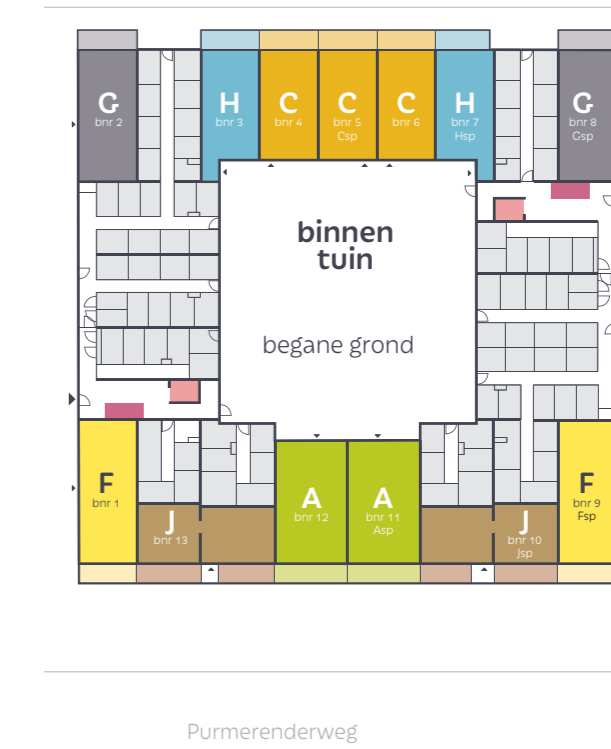 G
bnr 2
H
bnr 3
C
bnr 4
C
bnr 5
Csp
C
bnr 6
H
bnr 7
Hsp
G
bnr 8
Gsp
binnen
tuin
begane grond
F
bnr 1
J
bnr 13
A
bnr 12
A
bnr 11
Asp
J
bnr 10
Jsp
F
bnr 9
Fsp
Purmerenderweg